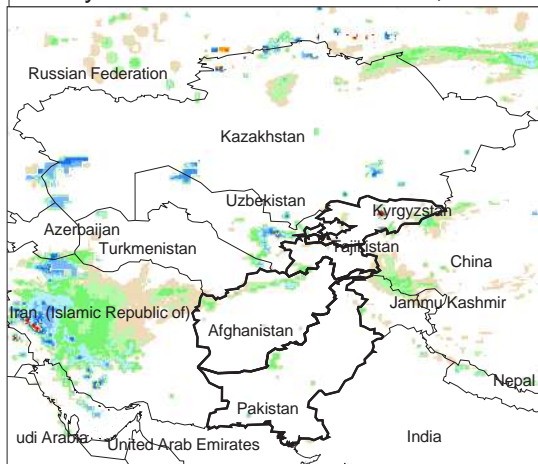 Russian Federation
Kazakhstan
Uzbekistan
Kyrgyzstan
Azerbaijan
Turkmenistan
Tajikistan
China
Jammu Kashmir
Iran (Islamic Republic of)
Afghanistan
Nepal
Pakistan
udi Arabia
United Arab Emirates
India